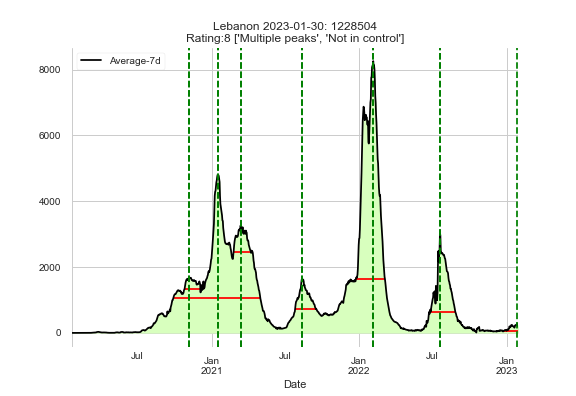 Lebanon 2023-01-30: 1228504
Rating:8 ['Multiple peaks', 'Not in control']
Average-7d
8000
6000
4000
2000
0
Jul
Jan
2021
Jul
Jan
2022
Jul
Jan
2023
Date